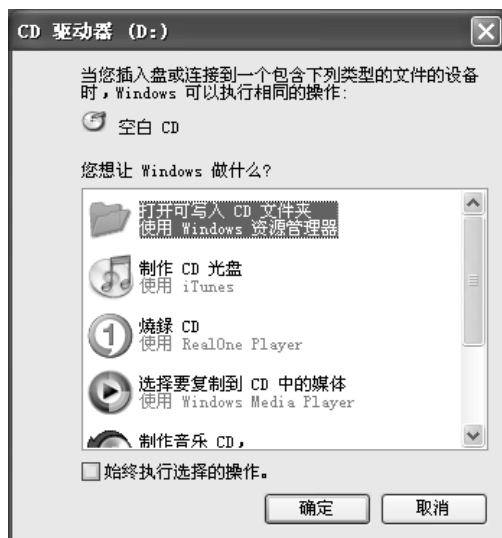 CD 驱动器 (D:)
当您插入盘或连接到一个包含下列类型的文件的设备
时，Windows 可以执行相同的操作:
空白 CD
您想让 Windows 做什么?
打开可写入 CD 文件夹
使用 Windows 资源管理器
制作 CD 光盘
使用 iTunes
燒錄 CD
使用 RealOne Player
选择要复制到 CD 中的媒体
使用 Windows Media Player
制作音乐 CD，
始终执行选择的操作。
确定
取消